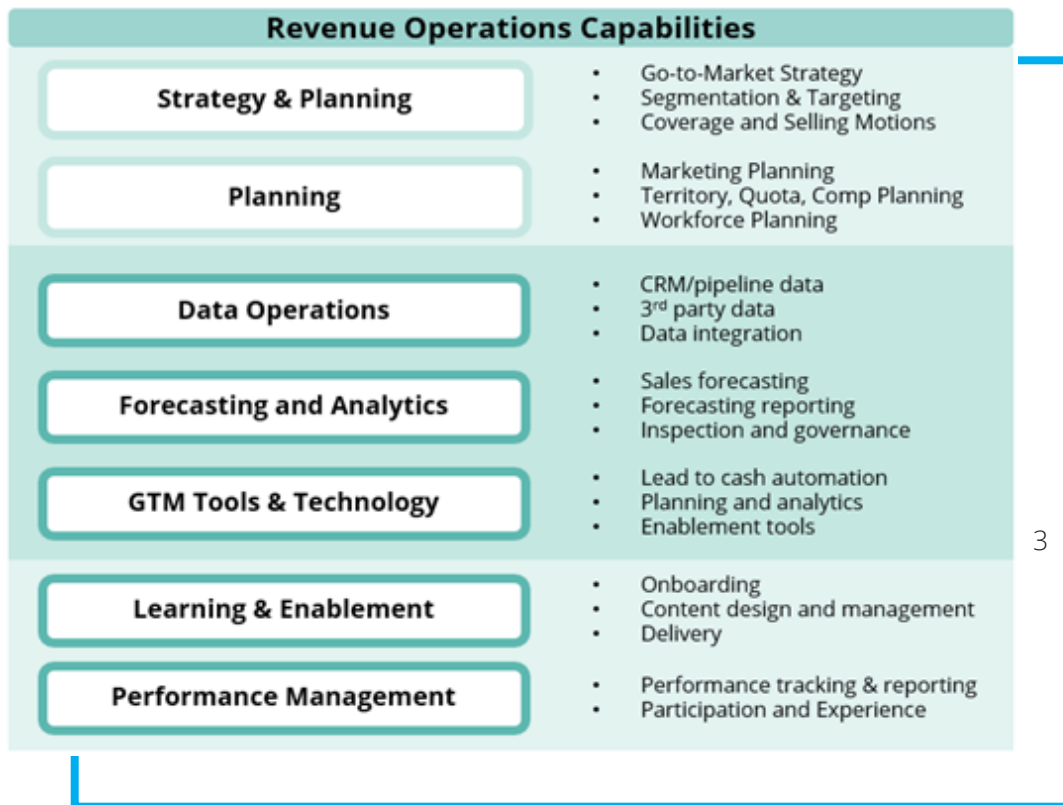 Revenue Operations Capabilities
Strategy & Planning
• Go-to-Market Strategy
• Segmentation & Targeting
• Coverage and Selling Motions
Planning
• Marketing Planning
• Territory, Quota, Comp Planning
• Workforce Planning
Data Operations
• CRM/pipeline data
• 3rd party data
• Data integration
Forecasting and Analytics
• Sales forecasting
• Forecasting reporting
• Inspection and governance
GTM Tools & Technology
• Lead to cash automation
• Planning and analytics
• Enablement tools
3
Learning & Enablement
• Onboarding
• Content design and management
• Delivery
Performance Management
• Performance tracking & reporting
• Participation and Experience